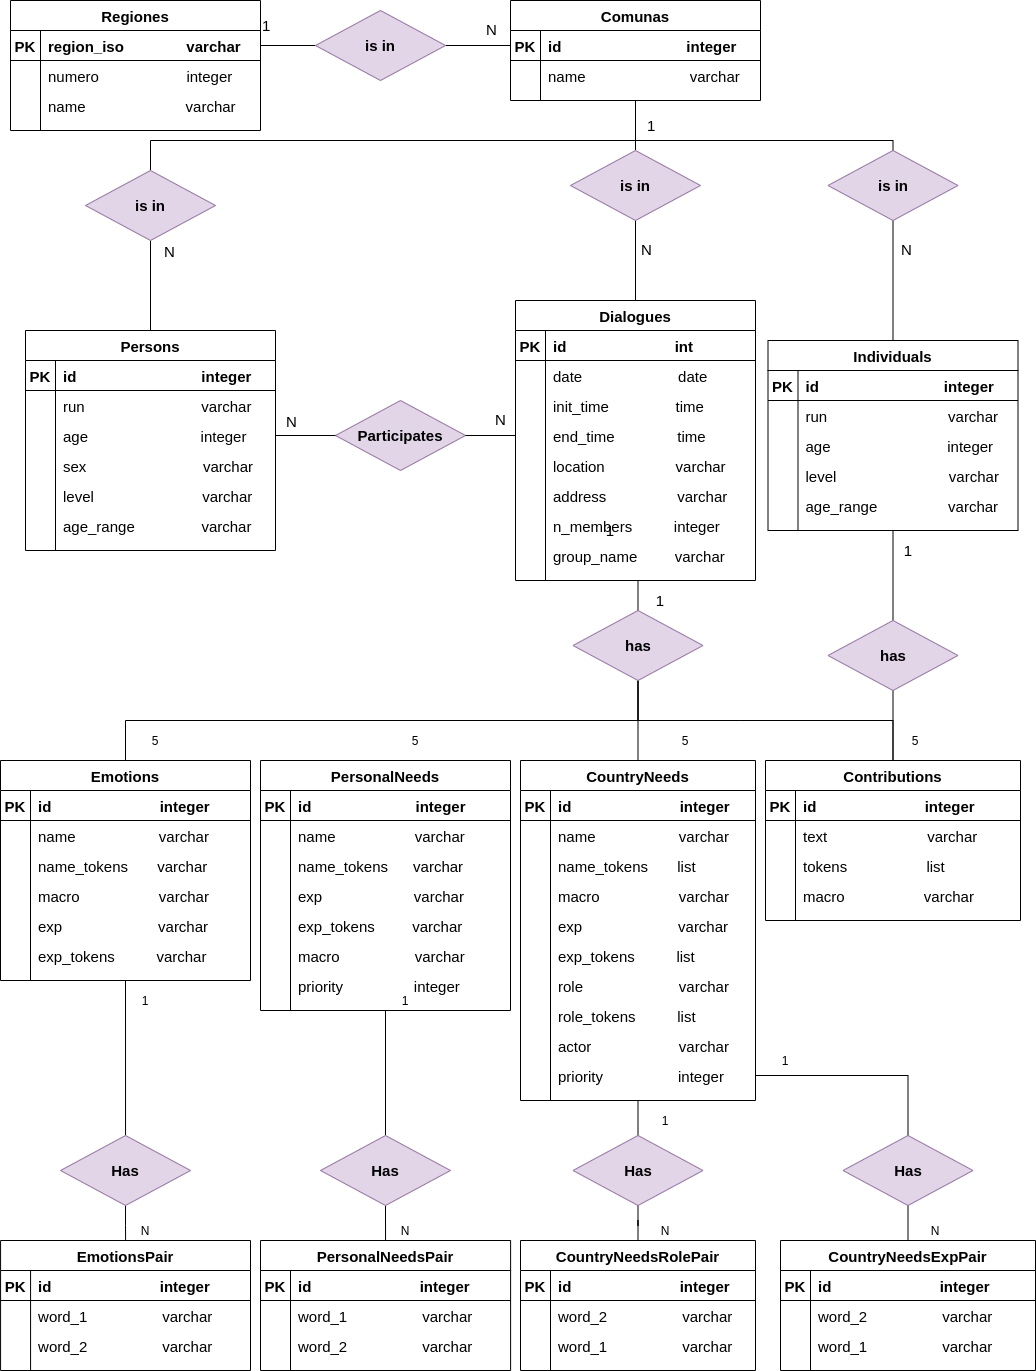 Regiones
PK region_iso varchar
numero integer
name varchar
1
is in
N
Comunas
PK id integer
name varchar
1
is in
is in
is in
N
N
N
Persons
PK id integer
run varchar
age integer
sex varchar
level varchar
age_range varchar
N
Participates
N
Dialogues
PK id int
date date
init_time time
end_time time
location varchar
address varchar
n_members integer
1
group_name varchar
Individuals
PK id integer
run varchar
age integer
level varchar
age_range varchar
1
1
has
has
5
5
5
5
Emotions
PK id integer
name varchar
name_tokens varchar
macro varchar
exp varchar
exp_tokens varchar
1
PersonalNeeds
PK id integer
name varchar
name_tokens varchar
exp varchar
exp_tokens varchar
macro varchar
priority integer
1
CountryNeeds
PK id integer
name varchar
name_tokens list
macro varchar
exp varchar
exp_tokens list
role varchar
role_tokens list
actor varchar
priority integer
Contributions
PK id integer
text varchar
tokens list
macro varchar
1
1
Has
Has
Has
Has
N
N
N
N
EmotionsPair
PK id integer
word_1 varchar
word_2 varchar
PersonalNeedsPair
PK id integer
word_1 varchar
word_2 varchar
CountryNeedsRolePair
PK id integer
word_2 varchar
word_1 varchar
CountryNeedsExpPair
PK id integer
word_2 varchar
word_1 varchar